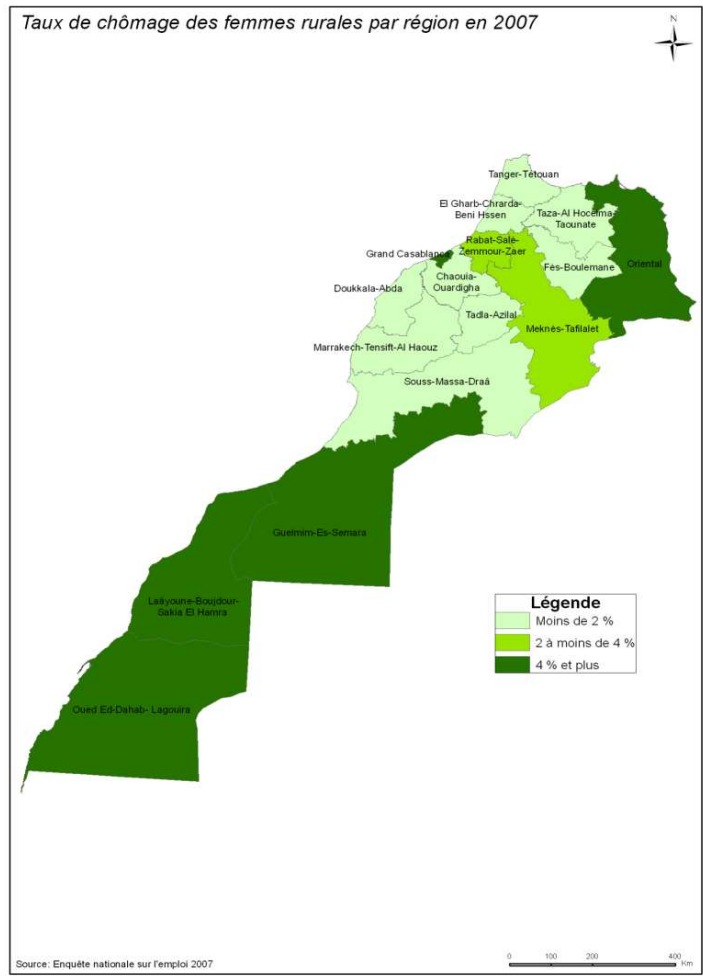 Taux de chômage des femmes rurales par région en 2007
N
Tanger-Tétouan
El Gharb-Chrarda-
Beni Hssen
Taza-Al Hoceima-
Taounate
Rabat-Salé-
Zemmour-Zaer
Grand Casablanca
Fès-Boulemane
Oriental
Chaouia-
Ouardigha
Doukkala-Abda
Tadla-Azilal
Meknès-Tafilalet
Marrakech-Tensift-Al Haouz
Souss-Massa-Draâ
Guelmim-Es-Semara
Laâyoune-Boujdour-
Sakia El Hamra
Oued Ed-Dahab- Lagouira
Légende
Moins de 2 %
2 à moins de 4 %
4 % et plus
Source: Enquête nationale sur l'emploi 2007
0 100 200 400
Km